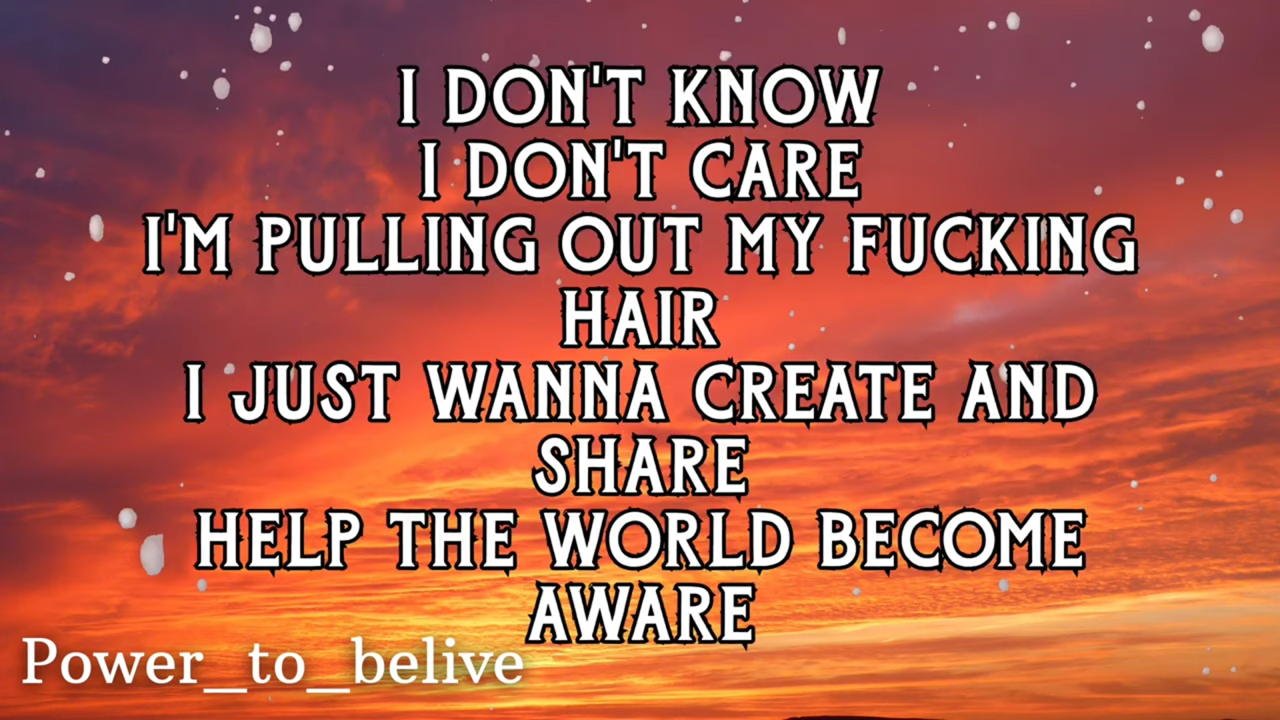 I DON'T KNOW
I DON'T CARE
I'M PULLING OUT MY FUCKING
HAIR
I JUST WANNA CREATE AND
SHARE
HELP THE WORLD BECOME
AWARE
Power_to_belive